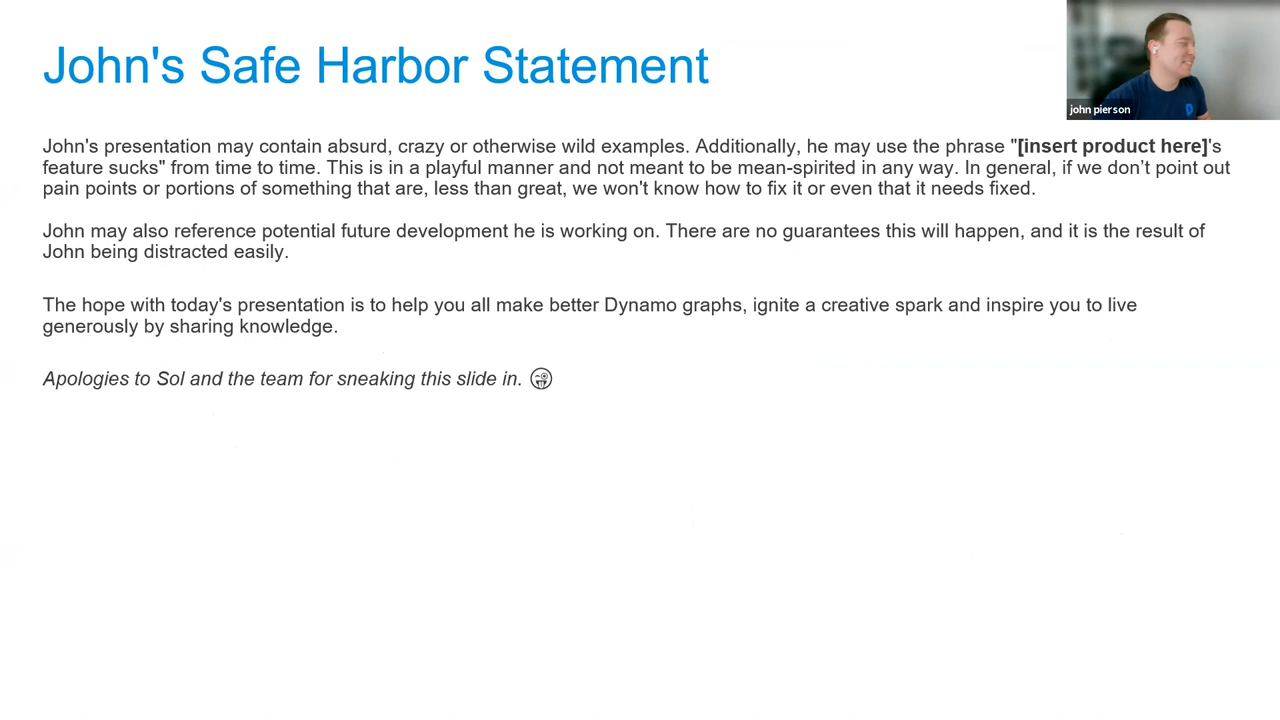 John's Safe Harbor Statement
john pierson
John's presentation may contain absurd, crazy or otherwise wild examples. Additionally, he may use the phrase "[insert product here]'s
feature sucks" from time to time. This is in a playful manner and not meant to be mean-spirited in any way. In general, if we don’t point out
pain points or portions of something that are, less than great, we won't know how to fix it or even that it needs fixed.
John may also reference potential future development he is working on. There are no guarantees this will happen, and it is the result of
John being distracted easily.
The hope with today's presentation is to help you all make better Dynamo graphs, ignite a creative spark and inspire you to live
generously by sharing knowledge.
Apologies to Sol and the team for sneaking this slide in. 🤪